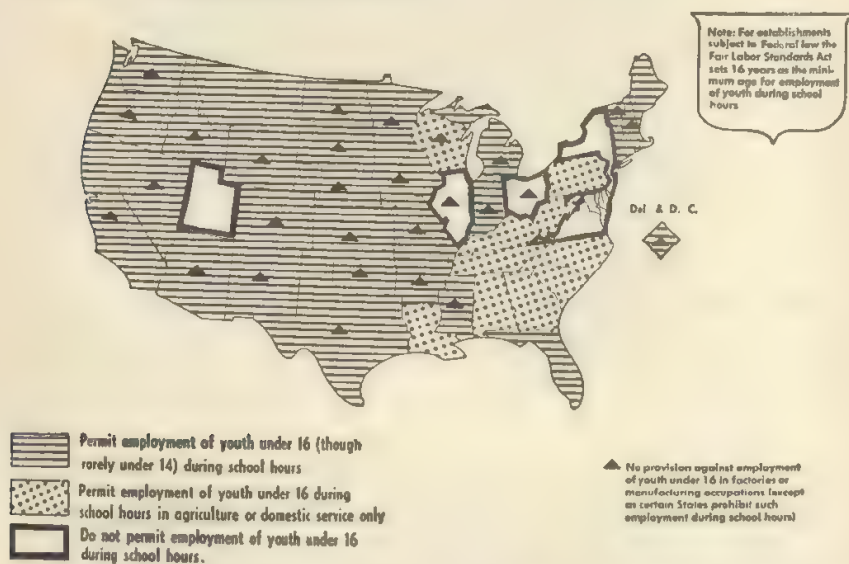 Note: For establishments
subject to Federal law the
Fair Labor Standards Act
sets 16 years as the mini-
mum age for employment
of youth during school
hours
Del & D. C.
Permit employment of youth under 16 (though
rarely under 14) during school hours
Permit employment of youth under 16 during
school hours in agriculture or domestic service only
Do not permit employment of youth under 16
during school hours.
No provision against employment
of youth under 16 in factories or
manufacturing occupations (except
as certain States prohibit such
employment during school hours)